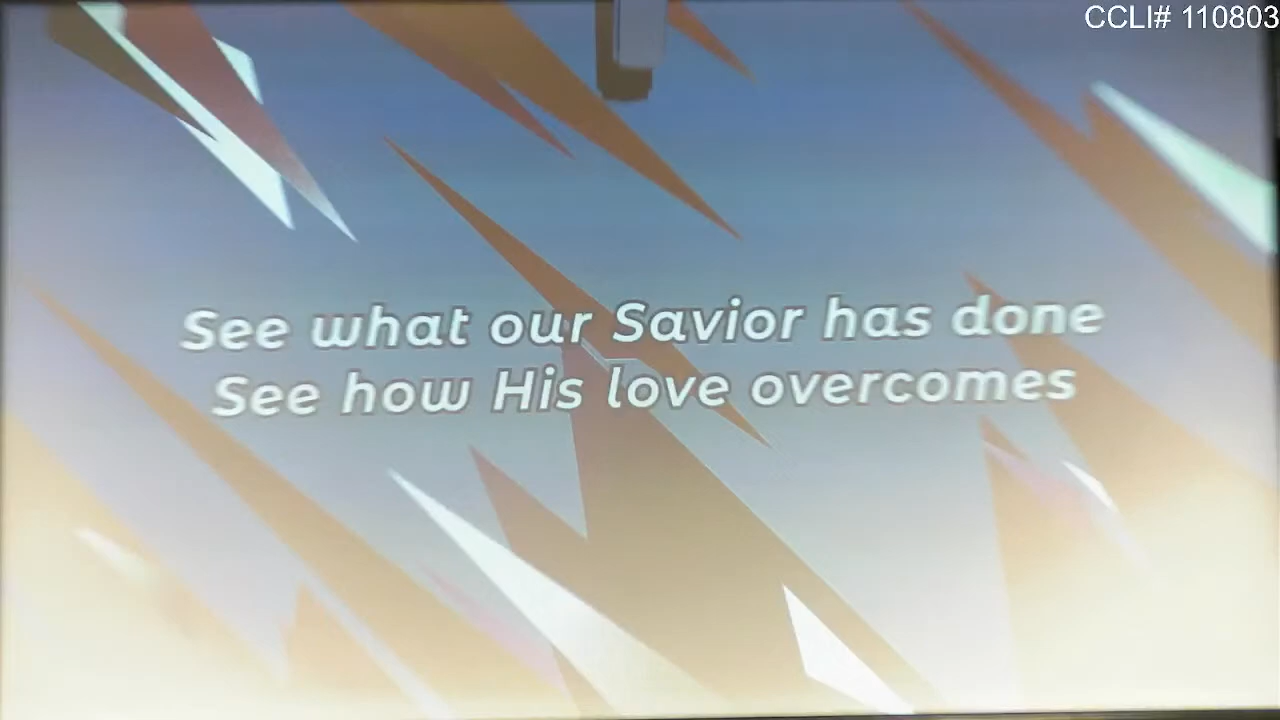 CCLI# 110803
See what our Savior has done
See how His love overcomes